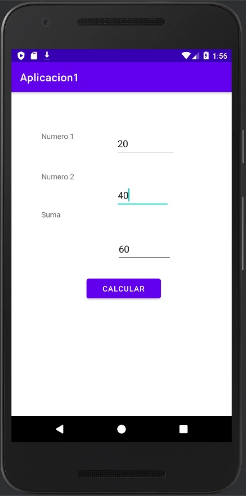 1:56
Aplicacion1
Numero 1
20
Numero 2
40
Suma
60
CALCULAR